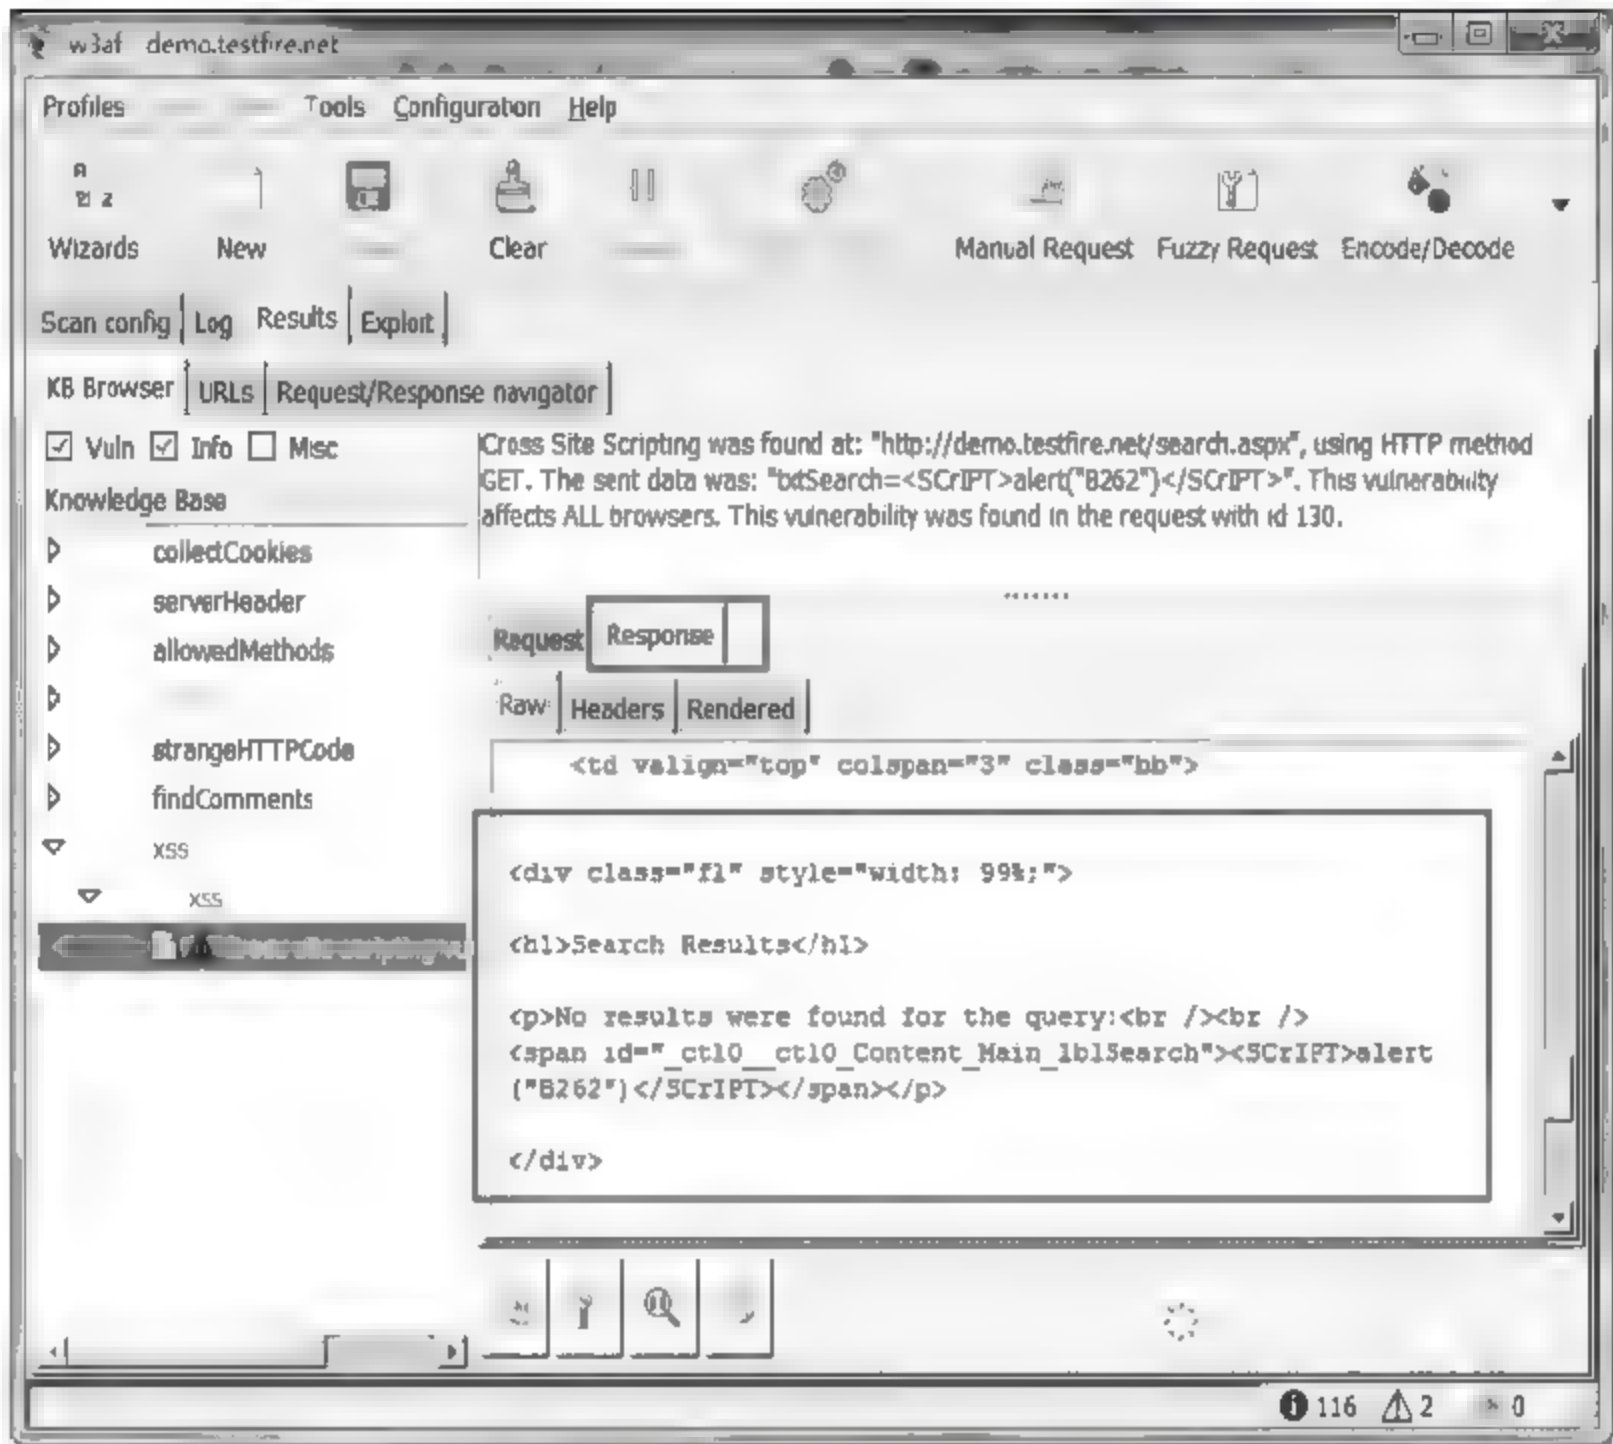 w3af demo.testfire.net
Profiles Tools Configuration Help
Wizards New Clear Manual Request Fuzzy Request Encode/Decode
Scan config Log Results Exploit
KB Browser URLs Request/Response navigator
Vuln Info Misc
Knowledge Base
collectCookies
serverHeader
allowedMethods
strangeHTTPCode
findComments
xss
xss
Cross Site Scripting was found at: "http://demo.testfire.net/search.aspx", using HTTP method
GET. The sent data was: "txtSearch=<SCrIPT>alert("B262")</SCrIPT>". This vulnerability
affects ALL browsers. This vulnerability was found in the request with id 130.
Request Response
Raw Headers Rendered
<td valign="top" colspan="3" class="bb">
<div class="fl" style="width: 99%;">
<h1>Search Results</h1>
<p>No results were found for the query:<br /><br />
<span id="_ctl0__ctl0_Content_Main_lblSearch"><SCrIPT>alert
("B262")</SCrIPT></span></p>
</div>
116 2 0